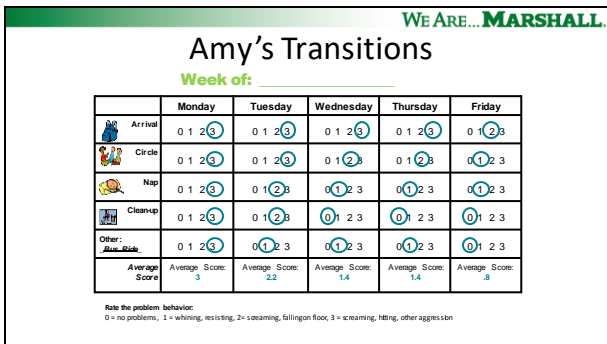 WE ARE... MARSHALL.
Amy's Transitions
Week of: ____________________
Monday Tuesday Wednesday Thursday Friday
Arrival 0 1 2 3 0 1 2 3 0 1 2 3 0 1 2 3 0 1 2 3
Circle 0 1 2 3 0 1 2 3 0 1 2 3 0 1 2 3 0 1 2 3
Nap 0 1 2 3 0 1 2 3 0 1 2 3 0 1 2 3 0 1 2 3
Clean-up 0 1 2 3 0 1 2 3 0 1 2 3 0 1 2 3 0 1 2 3
Other:
Bus Ride 0 1 2 3 0 1 2 3 0 1 2 3 0 1 2 3 0 1 2 3
Average Average Score: Average Score: Average Score: Average Score: Average Score:
Score 3 2.2 1.4 1.4 .8
Rate the problem behavior:
0 = no problems, 1 = whining, resisting, 2= screaming, falling on floor, 3 = screaming, hitting, other aggression